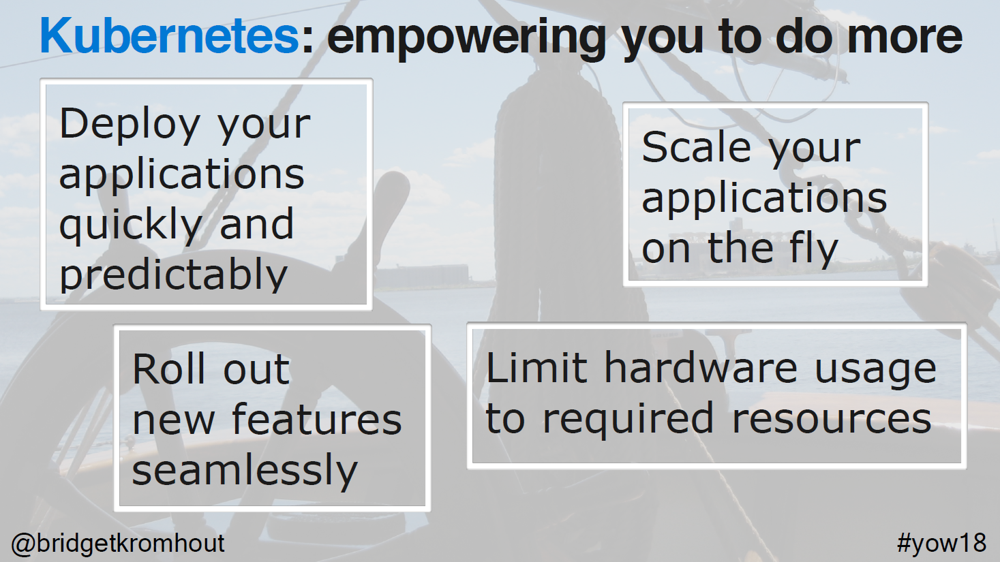 Kubernetes: empowering you to do more
Deploy your
applications
quickly and
predictably
Scale your
applications
on the fly
Roll out
new features
seamlessly
Limit hardware usage
to required resources
@bridgetkromhout
#yow18